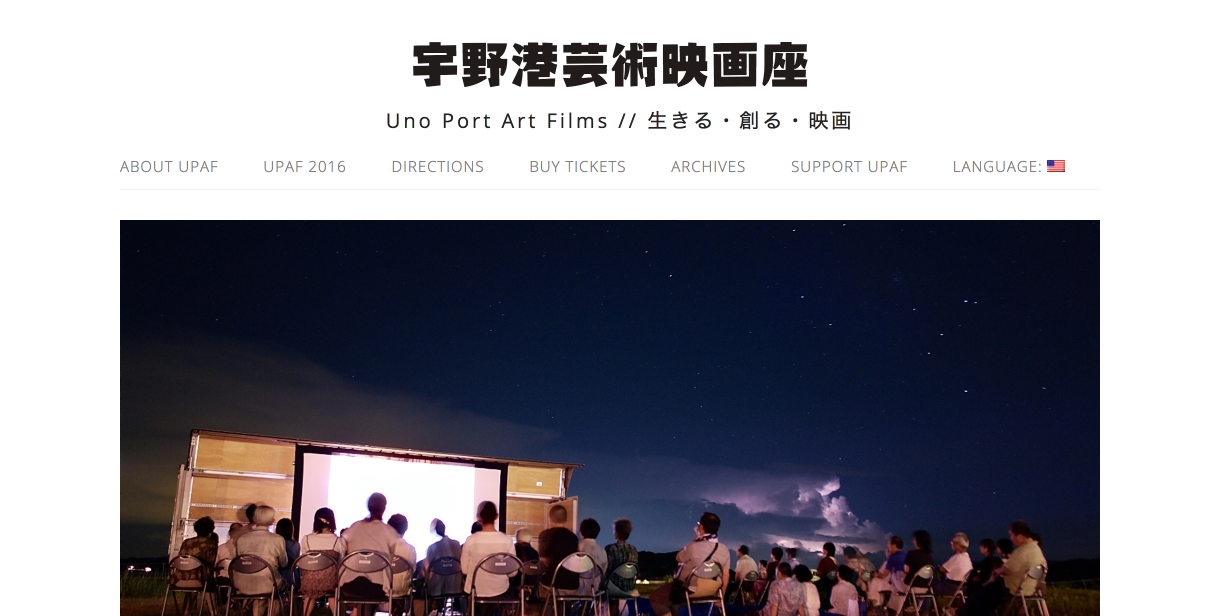 宇野港芸術映画座
Uno Port Art Films // 生きる・創る・映画
ABOUT UPAF UPAF 2016 DIRECTIONS BUY TICKETS ARCHIVES SUPPORT UPAF LANGUAGE: